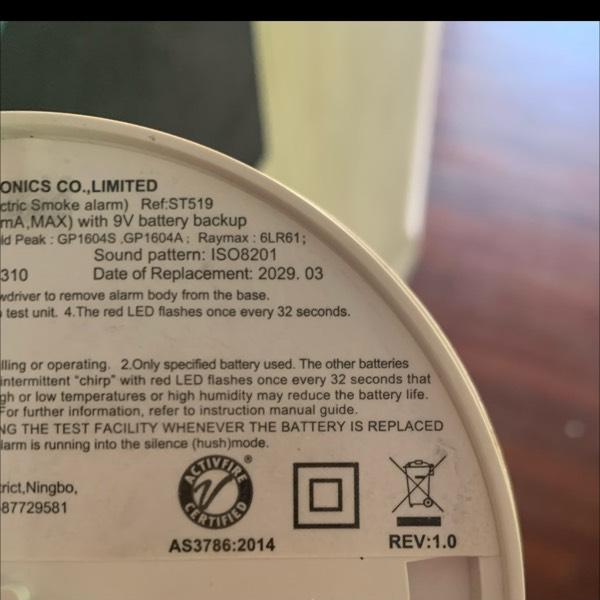 ONICS CO.,LIMITED
ctric Smoke alarm) Ref:ST519
mA,MAX) with 9V battery backup
ld Peak : GP1604S ,GP1604A ; Raymax : 6LR61;
Sound pattern: ISO8201
310 Date of Replacement: 2029. 03
wdriver to remove alarm body from the base.
test unit. 4.The red LED flashes once every 32 seconds.
lling or operating. 2.Only specified battery used. The other batteries
intermittent “chirp” with red LED flashes once every 32 seconds that
gh or low temperatures or high humidity may reduce the battery life.
For further information, refer to instruction manual guide.
NG THE TEST FACILITY WHENEVER THE BATTERY IS REPLACED
larm is running into the silence (hush)mode.
trict,Ningbo,
87729581
ACTIVFIRE ®
CERTIFIED
AS3786:2014
REV:1.0